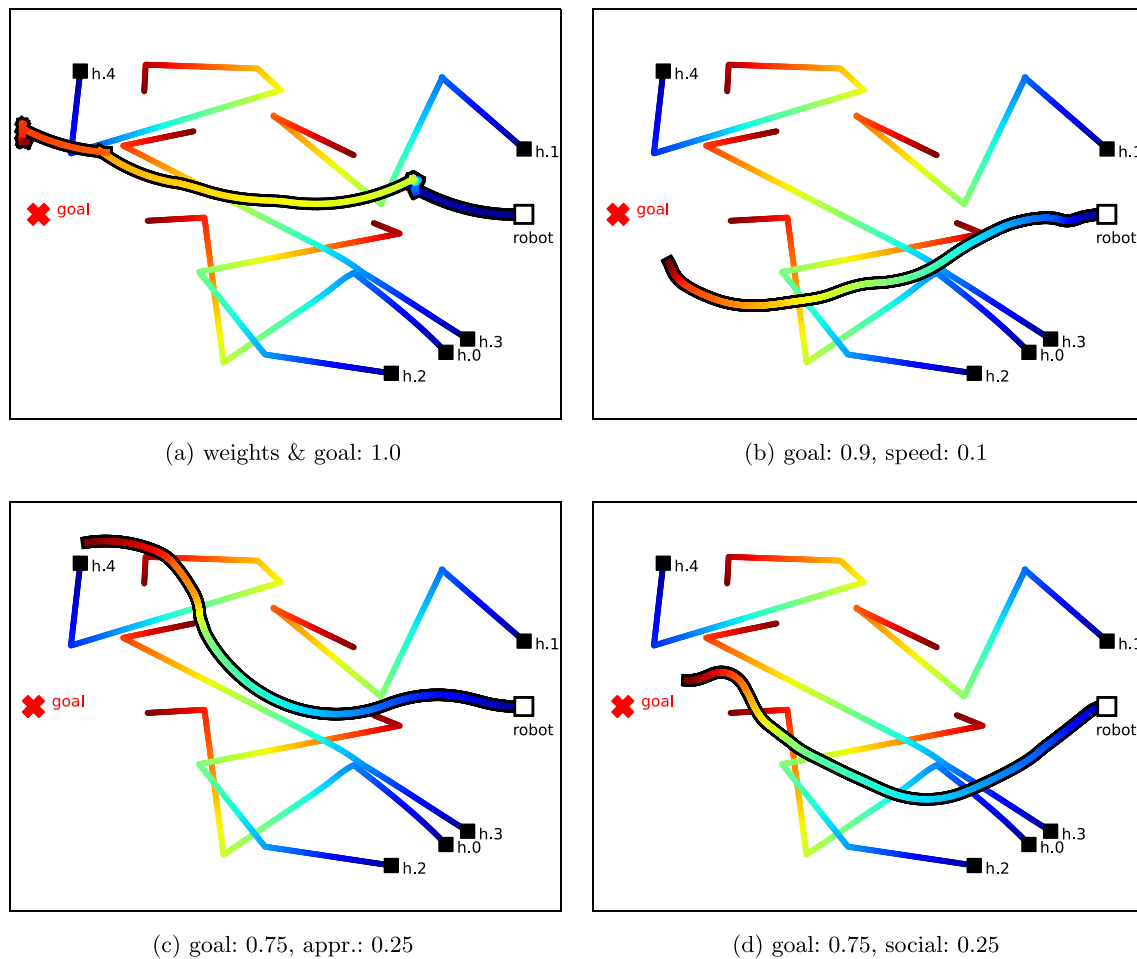 h.4
h.1
goal
robot
h.3
h.0
h.2
(a) weights & goal: 1.0
h.4
h.1
goal
robot
h.3
h.0
h.2
(b) goal: 0.9, speed: 0.1
h.4
h.1
goal
robot
h.3
h.0
h.2
(c) goal: 0.75, appr.: 0.25
h.4
h.1
goal
robot
h.3
h.0
h.2
(d) goal: 0.75, social: 0.25